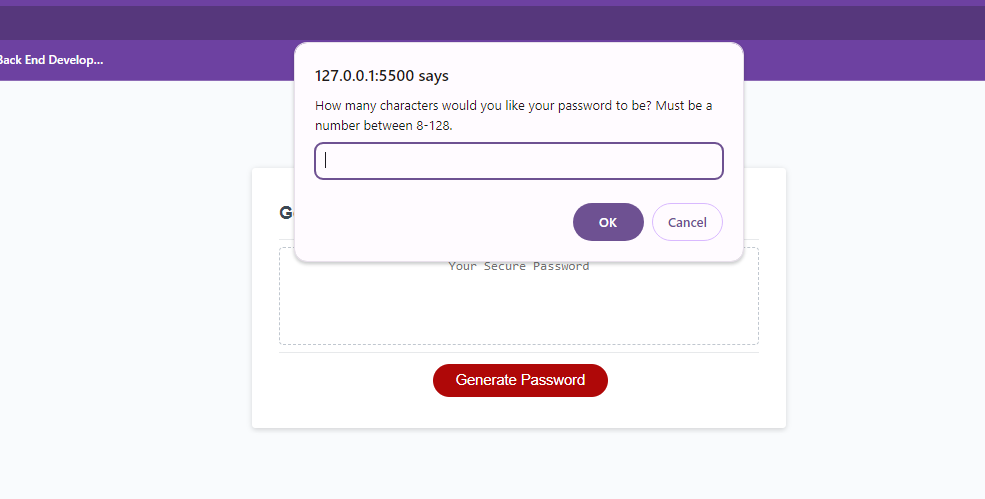 Back End Develop...
127.0.0.1:5500 says
How many characters would you like your password to be? Must be a
number between 8-128.
OK
Cancel
G
Your Secure Password
Generate Password